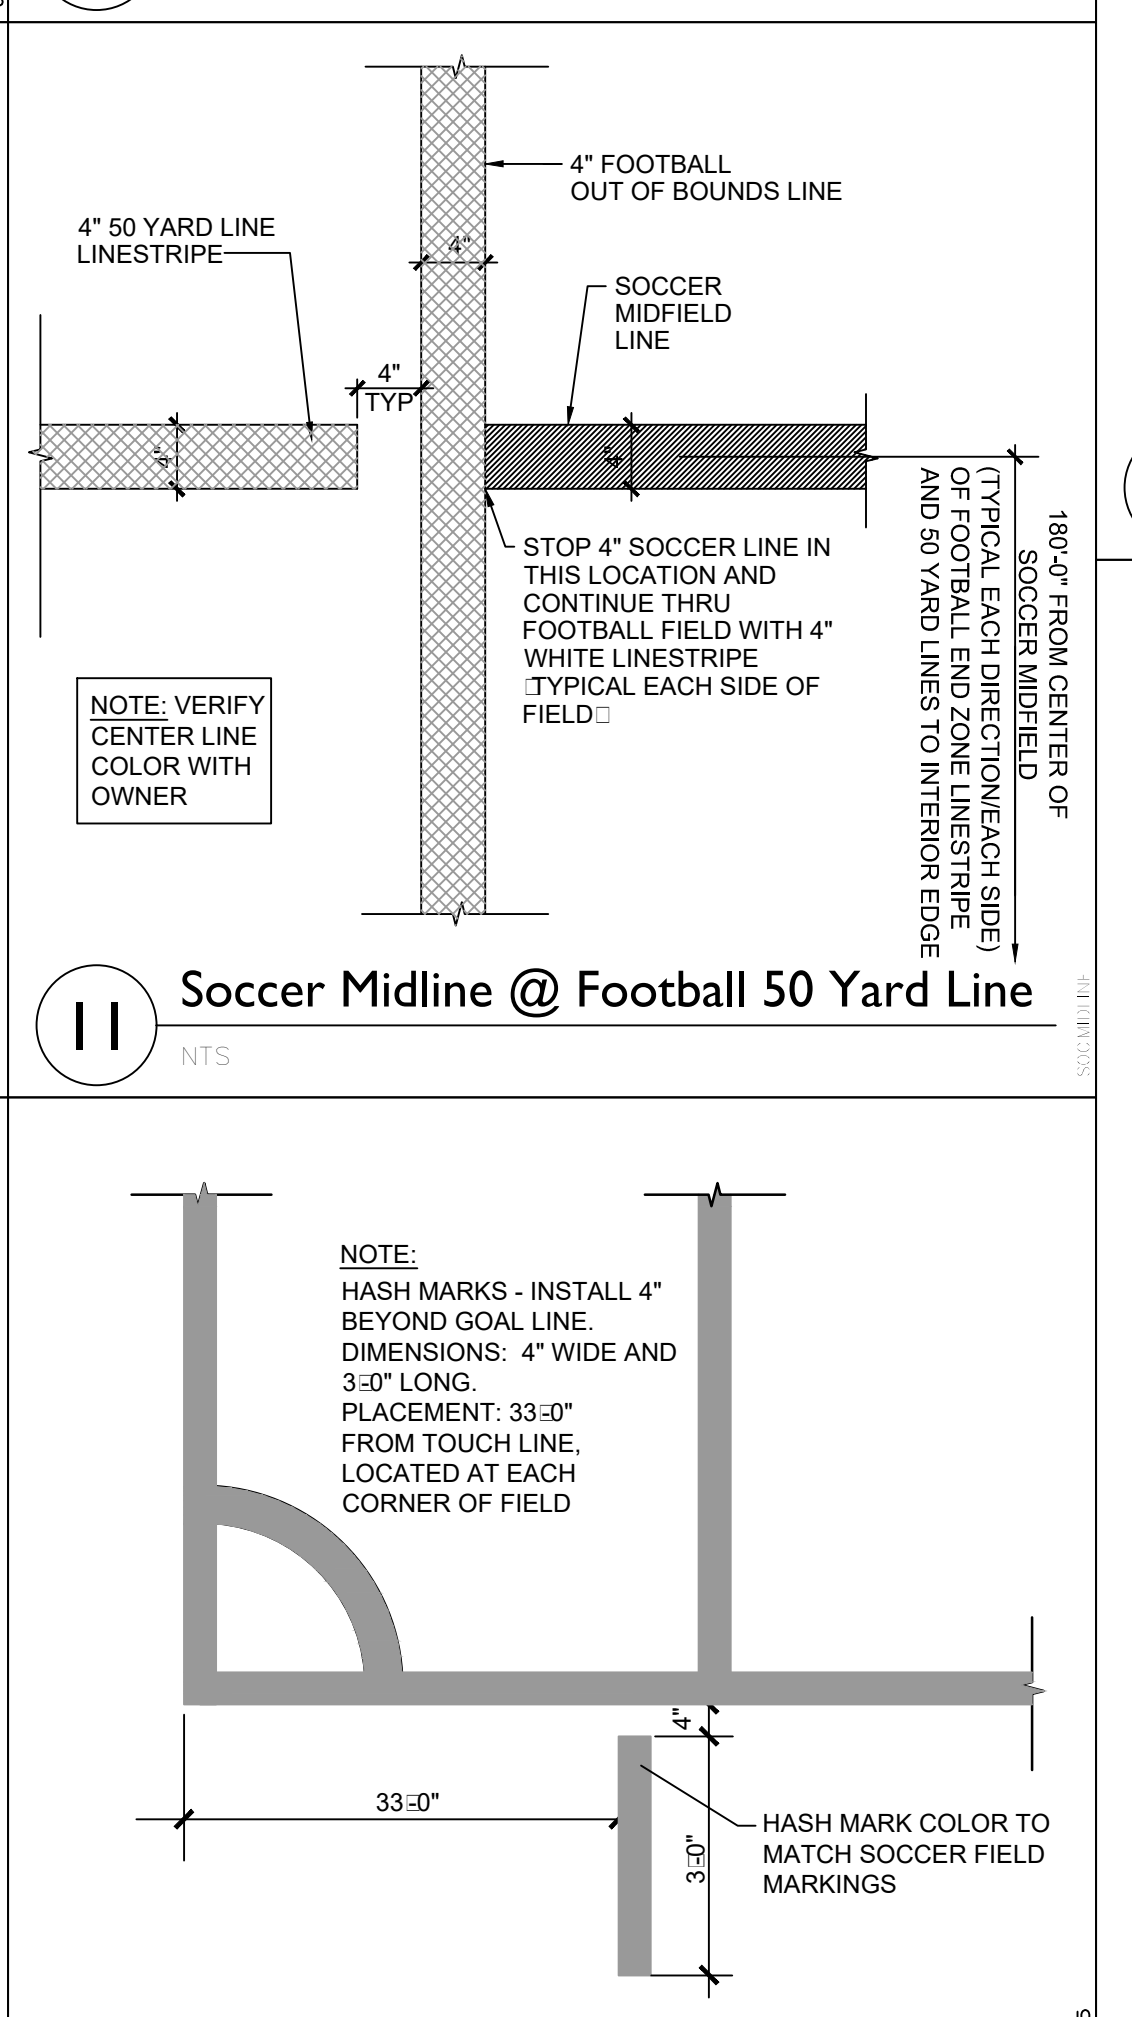 4" FOOTBALL
OUT OF BOUNDS LINE
4" 50 YARD LINE
LINESTRIPE
4"
SOCCER
MIDFIELD
LINE
4"
TYP
4"
4"
STOP 4" SOCCER LINE IN
THIS LOCATION AND
CONTINUE THRU
FOOTBALL FIELD WITH 4"
WHITE LINESTRIPE
□TYPICAL EACH SIDE OF
FIELD□
180'-0" FROM CENTER OF
SOCCER MIDFIELD
(TYPICAL EACH DIRECTION/EACH SIDE)
OF FOOTBALL END ZONE LINESTRIPE
AND 50 YARD LINES TO INTERIOR EDGE
NOTE: VERIFY
CENTER LINE
COLOR WITH
OWNER
11
Soccer Midline @ Football 50 Yard Line
NTS
NOTE:
HASH MARKS - INSTALL 4"
BEYOND GOAL LINE.
DIMENSIONS: 4" WIDE AND
3□-0" LONG.
PLACEMENT: 33□-0"
FROM TOUCH LINE,
LOCATED AT EACH
CORNER OF FIELD
4"
33□-0"
3□-0"
HASH MARK COLOR TO
MATCH SOCCER FIELD
MARKINGS